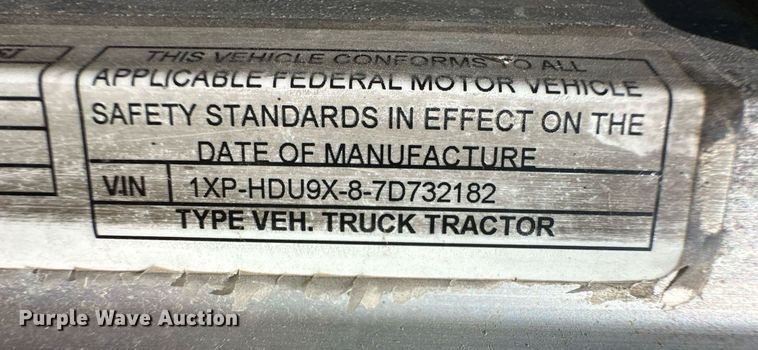 THIS VEHICLE CONFORMS TO ALL
APPLICABLE FEDERAL MOTOR VEHICLE
SAFETY STANDARDS IN EFFECT ON THE
DATE OF MANUFACTURE
VIN 1XP-HDU9X-8-7D732182
TYPE VEH. TRUCK TRACTOR
Purple Wave Auction